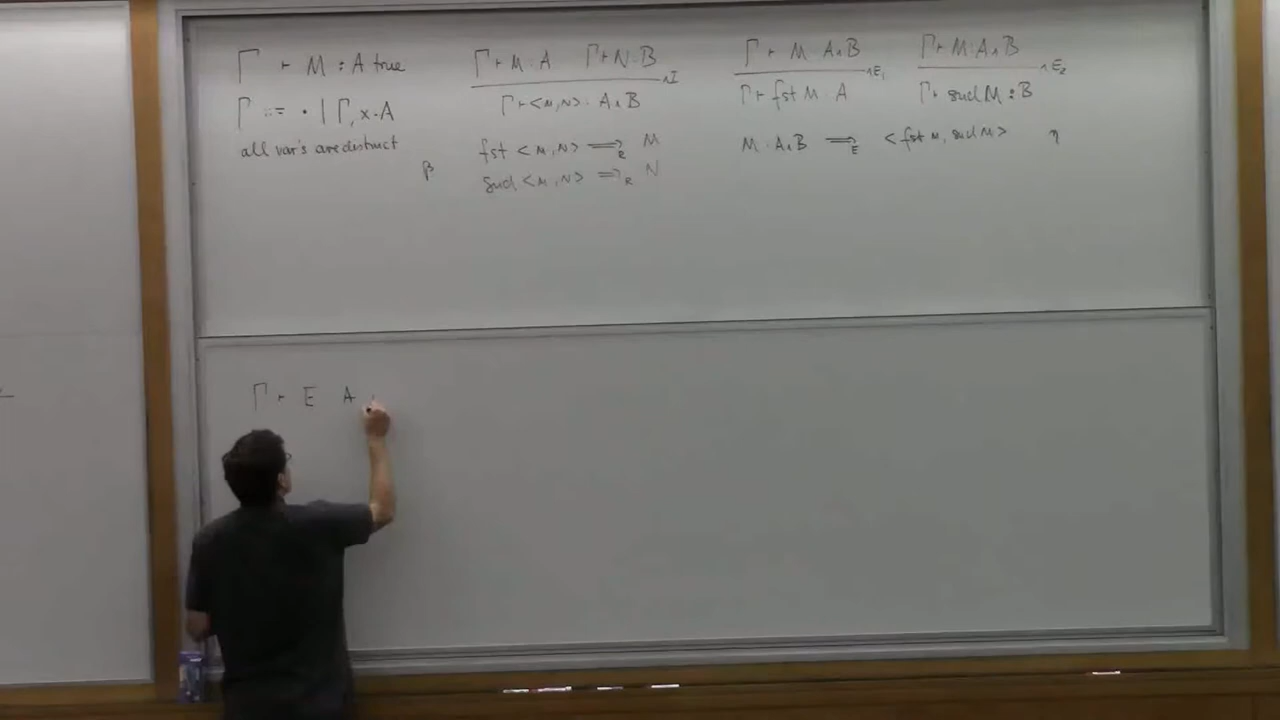 Γ ⊢ M : A true
Γ ::= · | Γ, x:A
all var's are distinct
Γ ⊢ M : A   Γ ⊢ N : B
∧I
Γ ⊢ <M, N> : A∧B
β
fst <M, N> ⟹R M
snd <M, N> ⟹R N
Γ ⊢ M : A∧B
∧E1
Γ ⊢ fst M : A
Γ ⊢ M : A∧B
∧E2
Γ ⊢ snd M : B
M : A∧B ⟹E <fst M, snd M>   η
Γ ⊢ E A